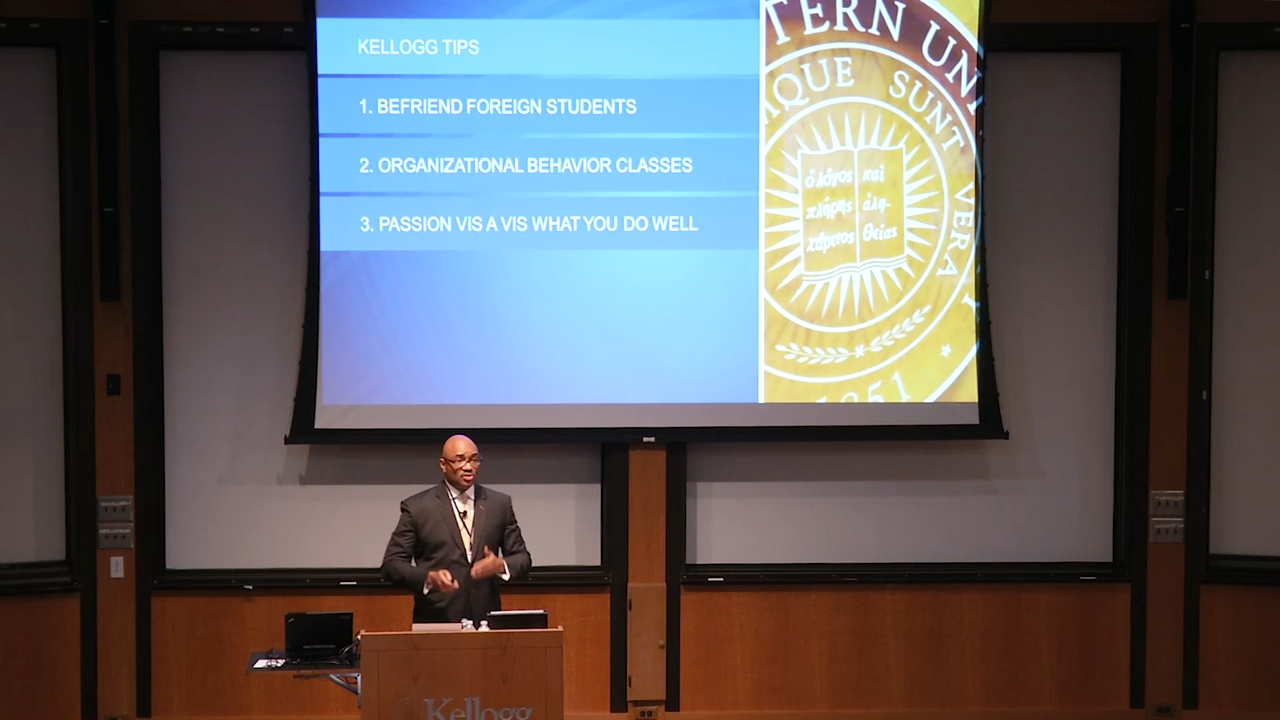 KELLOGG TIPS
1. BEFRIEND FOREIGN STUDENTS
2. ORGANIZATIONAL BEHAVIOR CLASSES
3. PASSION VIS A VIS WHAT YOU DO WELL
TERN UNI
QUE SUNT VERA
ὁ λόγος καὶ
πλήρης ἀλη-
χάριτος θείας
Kellogg